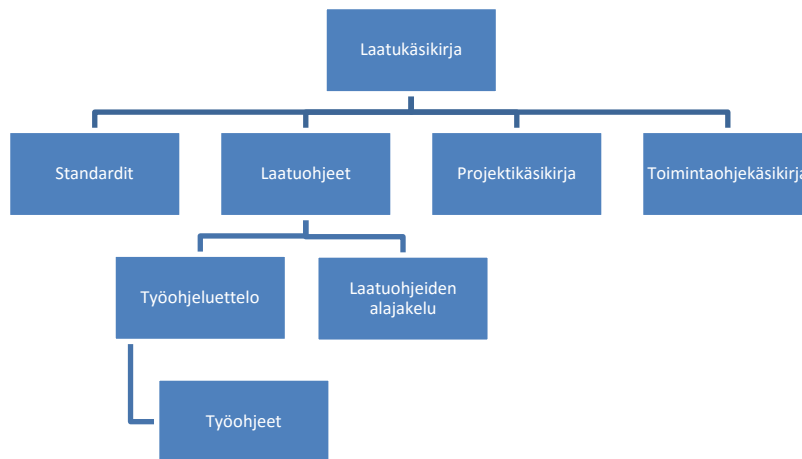 Laatukäsikirja
Standardit
Laatuohjeet
Projektikäsikirja
Toimintaohjekäsikirja
Työohjeluettelo
Laatuohjeiden
alajakelu
Työohjeet